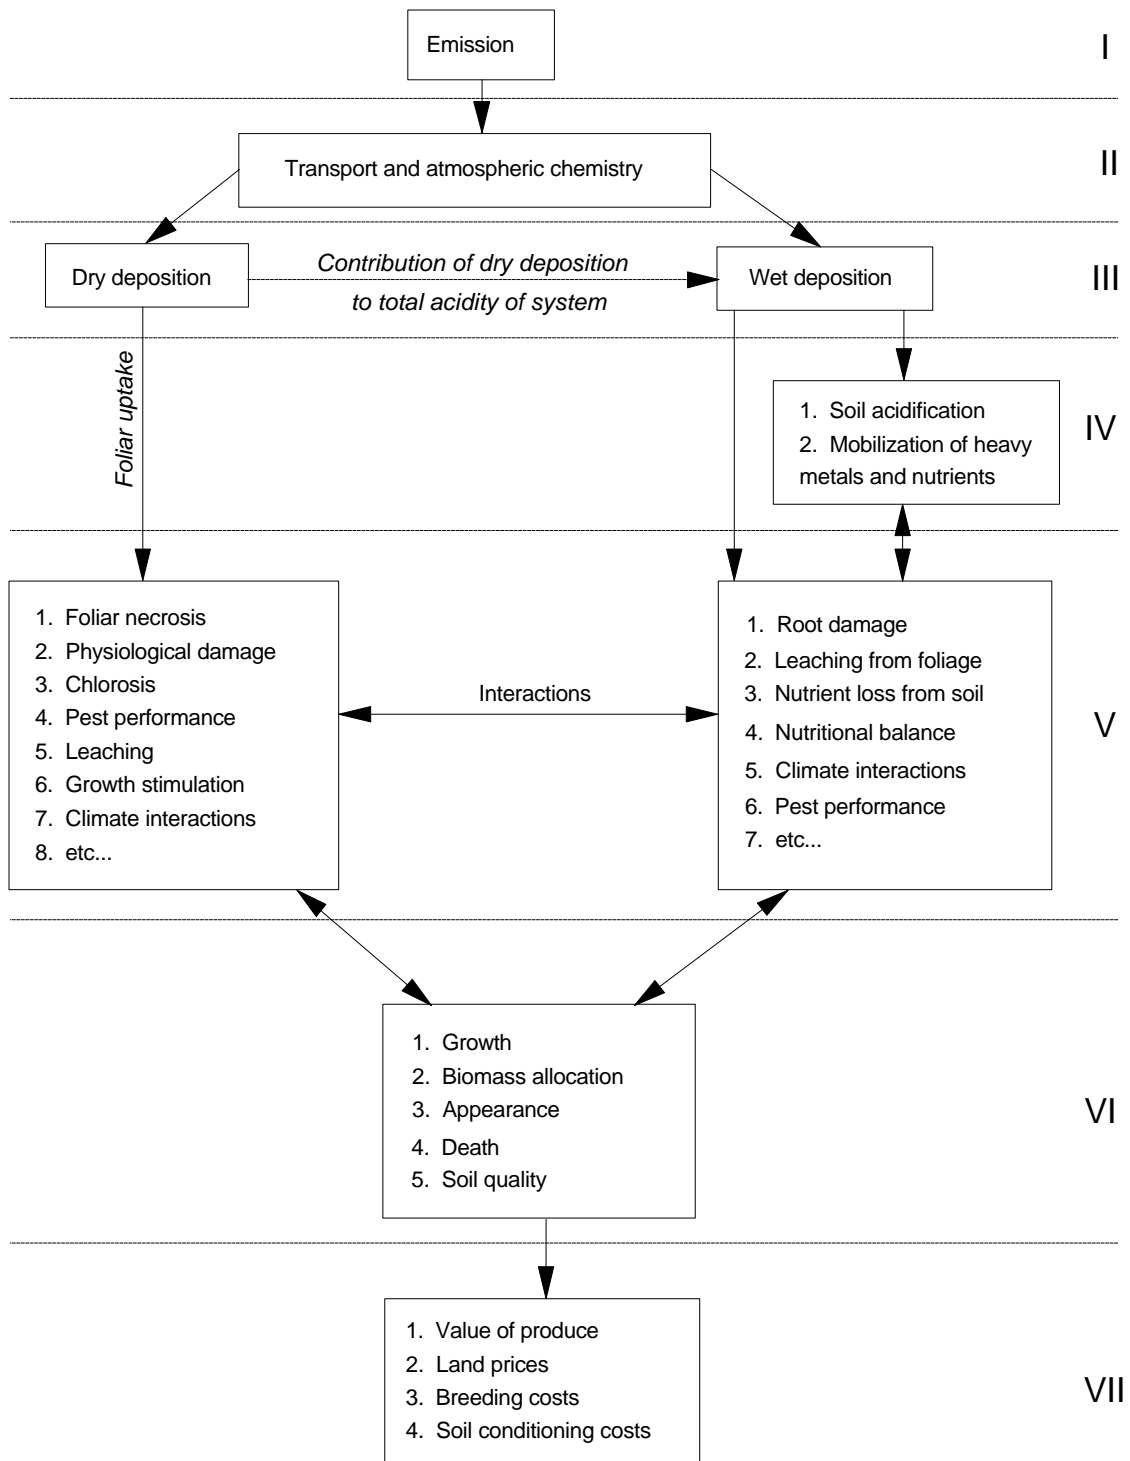 Emission
I
Transport and atmospheric chemistry
II
Dry deposition
Contribution of dry deposition
to total acidity of system
Wet deposition
III
Foliar uptake
1. Soil acidification
2. Mobilization of heavy
metals and nutrients
IV
1. Foliar necrosis
2. Physiological damage
3. Chlorosis
4. Pest performance
5. Leaching
6. Growth stimulation
7. Climate interactions
8. etc...
Interactions
1. Root damage
2. Leaching from foliage
3. Nutrient loss from soil
4. Nutritional balance
5. Climate interactions
6. Pest performance
7. etc...
V
1. Growth
2. Biomass allocation
3. Appearance
4. Death
5. Soil quality
VI
1. Value of produce
2. Land prices
3. Breeding costs
4. Soil conditioning costs
VII